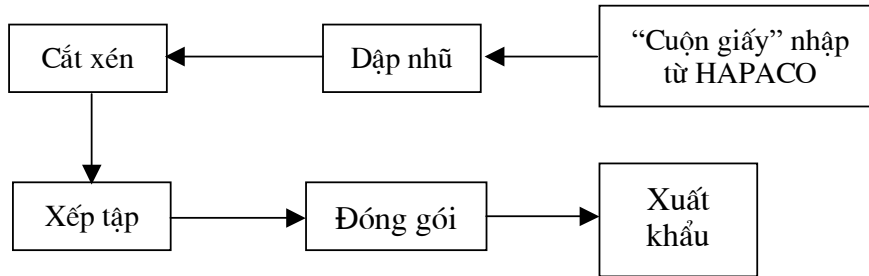 Cắt xén
Dập nhũ
“Cuộn giấy” nhập
từ HAPACO
Xếp tập
Đóng gói
Xuất
khẩu